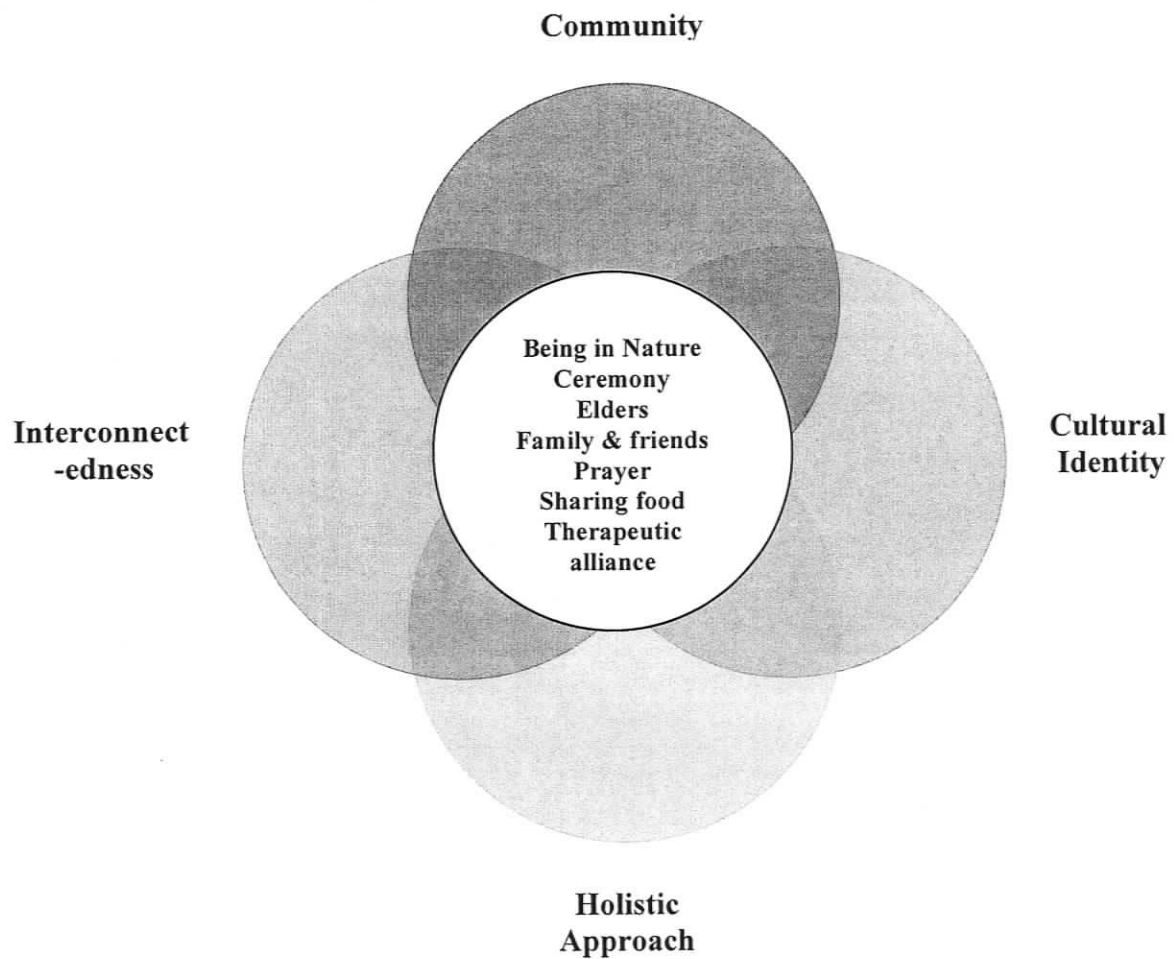 Community
Being in Nature
Ceremony
Elders
Family & friends
Prayer
Sharing food
Therapeutic
alliance
Interconnect
-edness
Cultural
Identity
Holistic
Approach